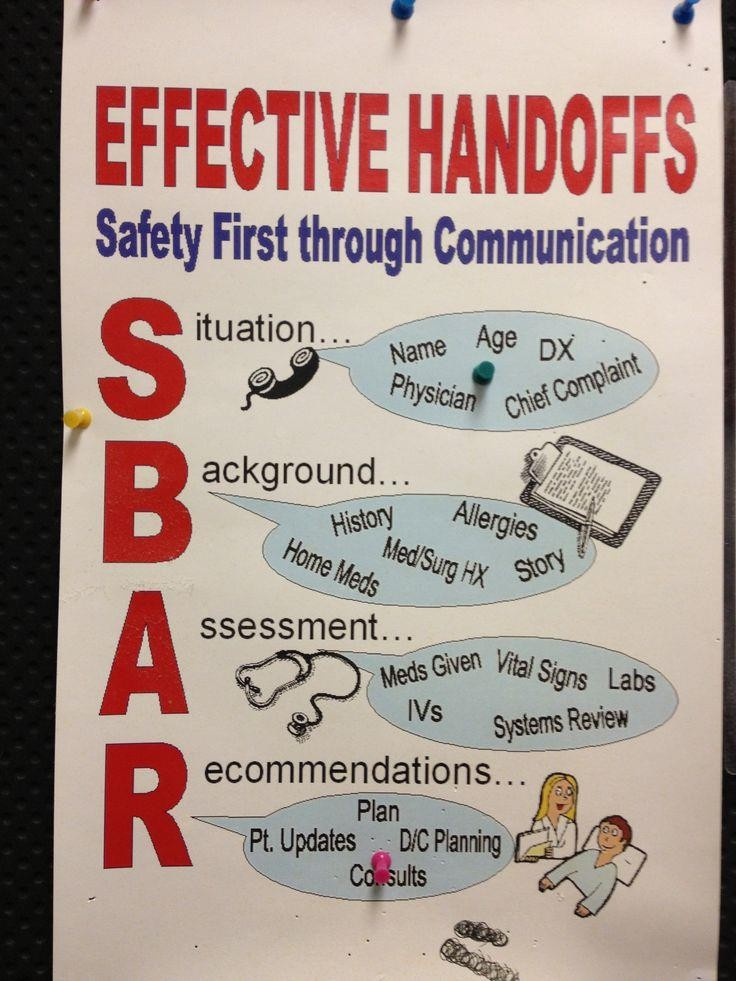 EFFECTIVE HANDOFFS
Safety First through Communication
Situation...
Name Age DX
Physician Chief Complaint
Background...
History Allergies
Home Meds Med/Surg HX Story
Assessment...
Meds Given Vital Signs Labs
IVs Systems Review
Recommendations...
Plan
Pt. Updates D/C Planning
Consults